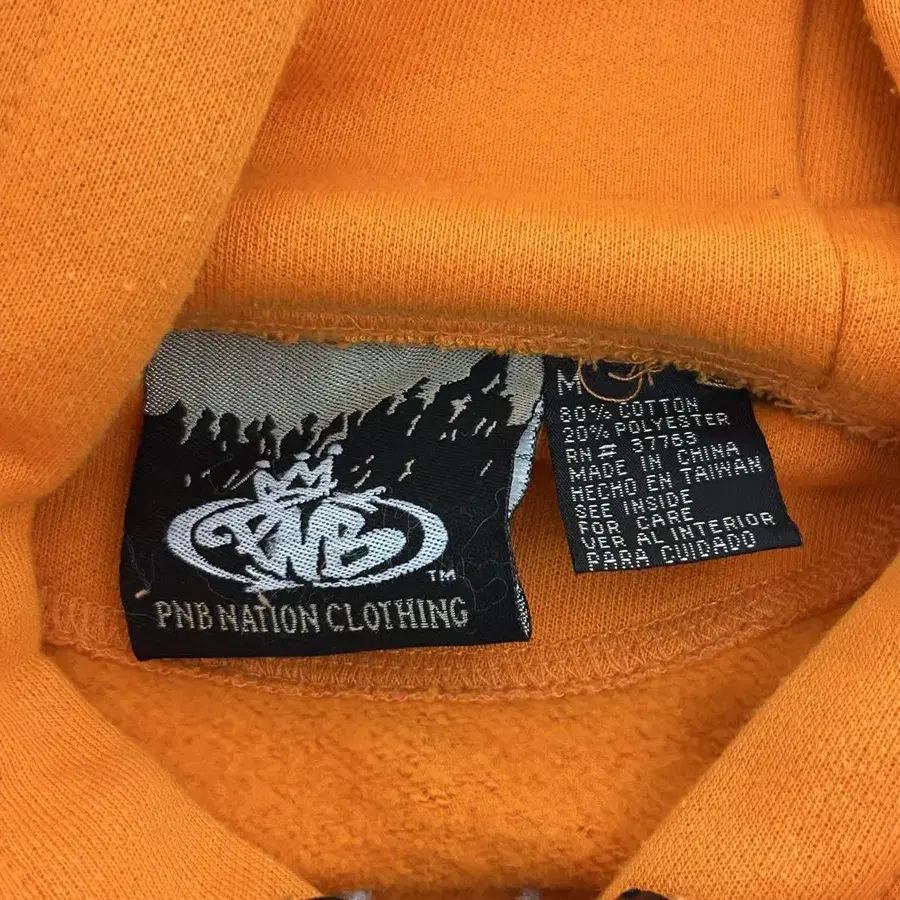 PNB
TM
PNB NATION CLOTHING
M
80% COTTON
20% POLYESTER
RN# 37763
MADE IN CHINA
HECHO EN TAIWAN
SEE INSIDE
FOR CARE
VER AL INTERIOR
PARA CUIDADO